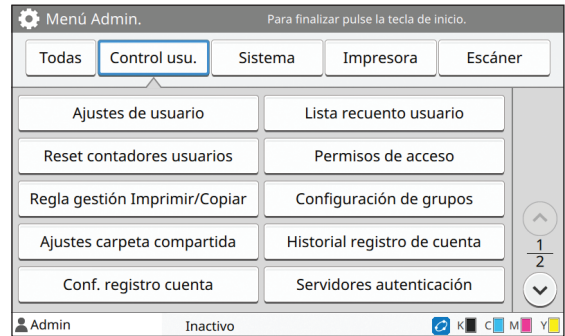 Menú Admin.
Para finalizar pulse la tecla de inicio.
Todas
Control usu.
Sistema
Impresora
Escáner
Ajustes de usuario
Lista recuento usuario
Reset contadores usuarios
Permisos de acceso
Regla gestión Imprimir/Copiar
Configuración de grupos
Ajustes carpeta compartida
Historial registro de cuenta
1
2
Conf. registro cuenta
Servidores autenticación
Admin
Inactivo
K
C
M
Y